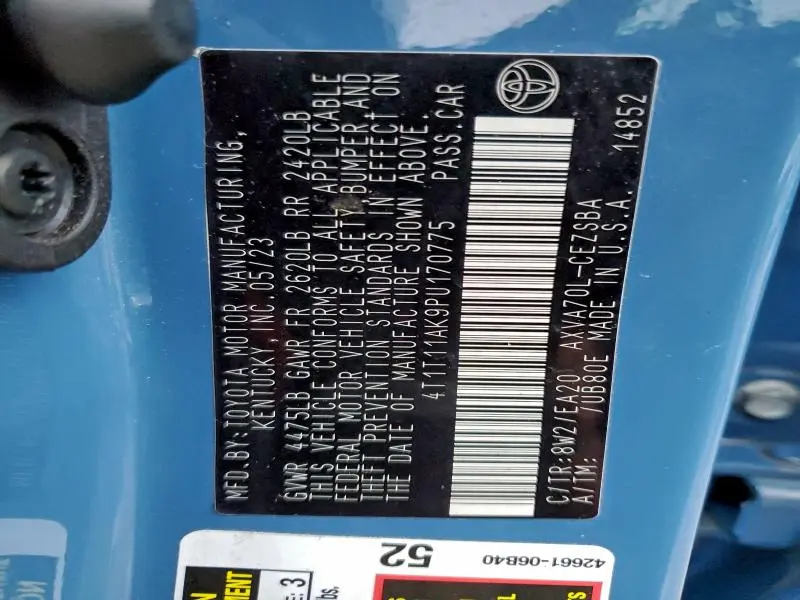 MFD.BY:TOYOTA MOTOR MANUFACTURING,
KENTUCKY INC.05/23
GVWR 4475LB GAWR FR 2620LB RR 2420LB
THIS VEHICLE CONFORMS TO ALL APPLICABLE
FEDERAL MOTOR VEHICLE SAFETY, BUMPER, AND
THEFT PREVENTION STANDARDS IN EFFECT ON
THE DATE OF MANUFACTURE SHOWN ABOVE.
4T1T11AK9PU170775 PASS.CAR
C/TR:8W2/EA20 AXVA70L-CEZSBA
A/TM: /UB80E MADE IN U.S.A. 14852
52
42661-06B40
E: 3